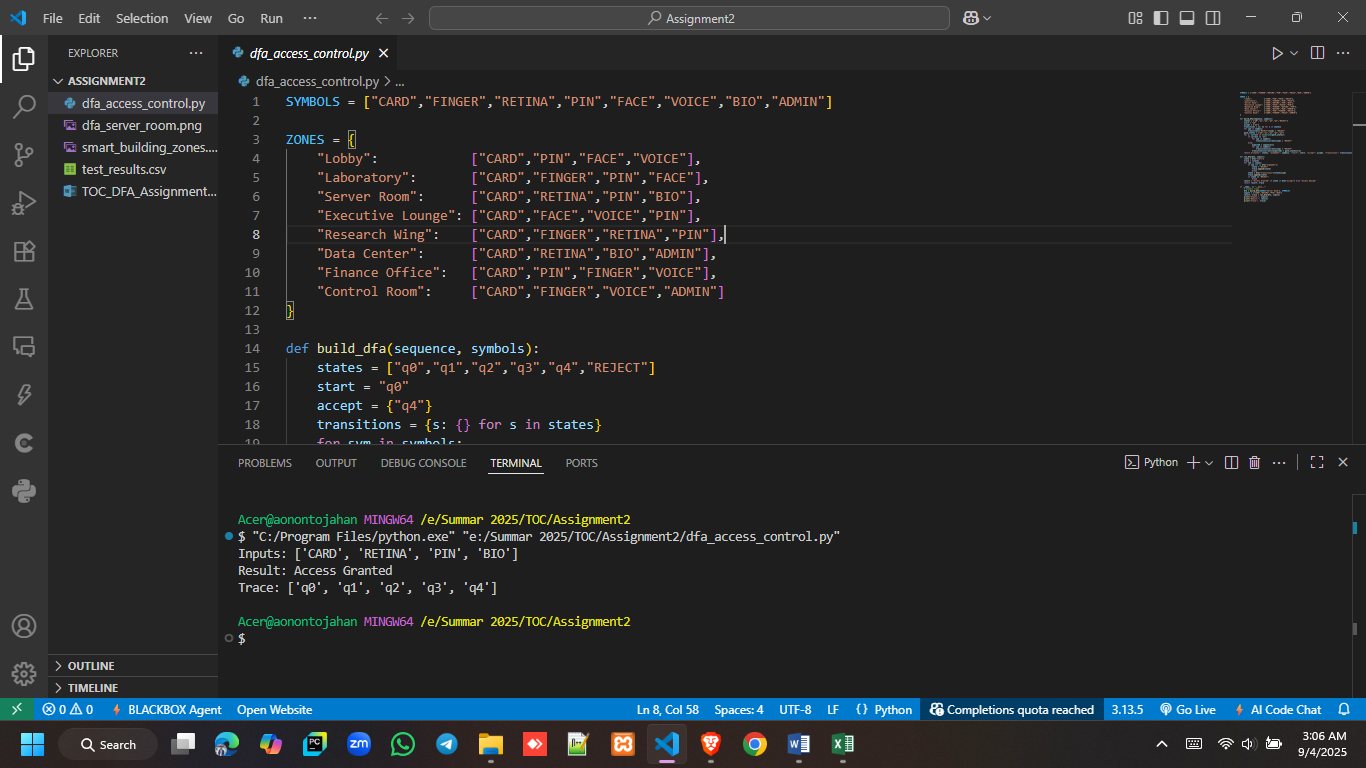 File Edit Selection View Go Run ··· Assignment2
EXPLORER ···
ASSIGNMENT2
dfa_access_control.py
dfa_server_room.png
smart_building_zones....
test_results.csv
TOC_DFA_Assignment...
OUTLINE
TIMELINE
dfa_access_control.py
dfa_access_control.py > ...
1 SYMBOLS = ["CARD","FINGER","RETINA","PIN","FACE","VOICE","BIO","ADMIN"]
2
3 ZONES = {
4 "Lobby": ["CARD","PIN","FACE","VOICE"],
5 "Laboratory": ["CARD","FINGER","PIN","FACE"],
6 "Server Room": ["CARD","RETINA","PIN","BIO"],
7 "Executive Lounge": ["CARD","FACE","VOICE","PIN"],
8 "Research Wing": ["CARD","FINGER","RETINA","PIN"],
9 "Data Center": ["CARD","RETINA","BIO","ADMIN"],
10 "Finance Office": ["CARD","PIN","FINGER","VOICE"],
11 "Control Room": ["CARD","FINGER","VOICE","ADMIN"]
12 }
13
14 def build_dfa(sequence, symbols):
15 states = ["q0","q1","q2","q3","q4","REJECT"]
16 start = "q0"
17 accept = {"q4"}
18 transitions = {s: {} for s in states}
19 for sym in symbols:
PROBLEMS OUTPUT DEBUG CONSOLE TERMINAL PORTS
Python
Acer@aonontojahan MINGW64 /e/Summar 2025/TOC/Assignment2
$ "C:/Program Files/python.exe" "e:/Summar 2025/TOC/Assignment2/dfa_access_control.py"
Inputs: ['CARD', 'RETINA', 'PIN', 'BIO']
Result: Access Granted
Trace: ['q0', 'q1', 'q2', 'q3', 'q4']
Acer@aonontojahan MINGW64 /e/Summar 2025/TOC/Assignment2
$
0 0 BLACKBOX Agent Open Website Ln 8, Col 58 Spaces: 4 UTF-8 LF {} Python Completions quota reached 3.13.5 Go Live AI Code Chat
Search
3:06 AM
9/4/2025